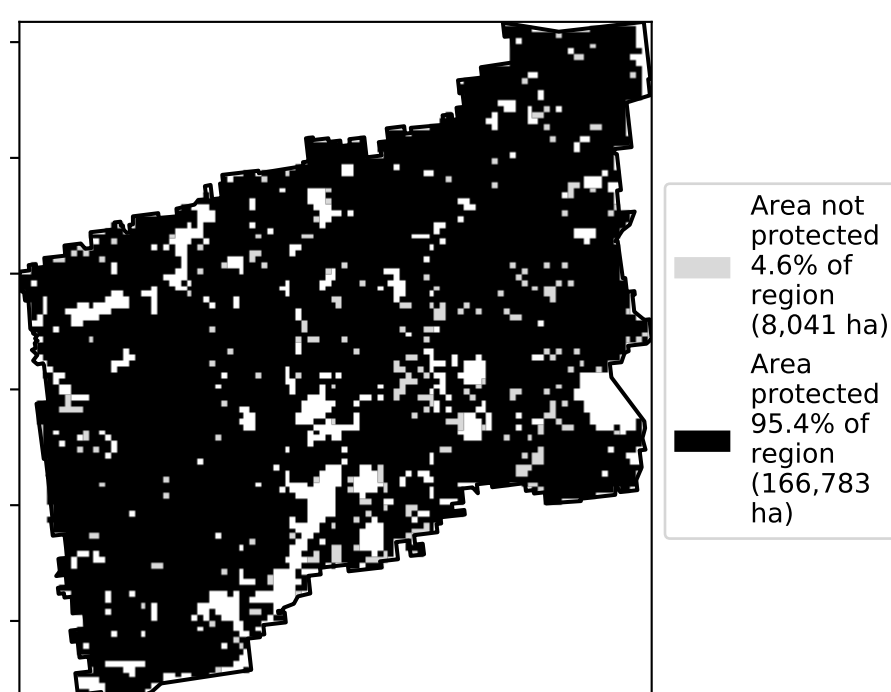 Area not
protected
4.6% of
region
(8,041 ha)
Area
protected
95.4% of
region
(166,783
ha)